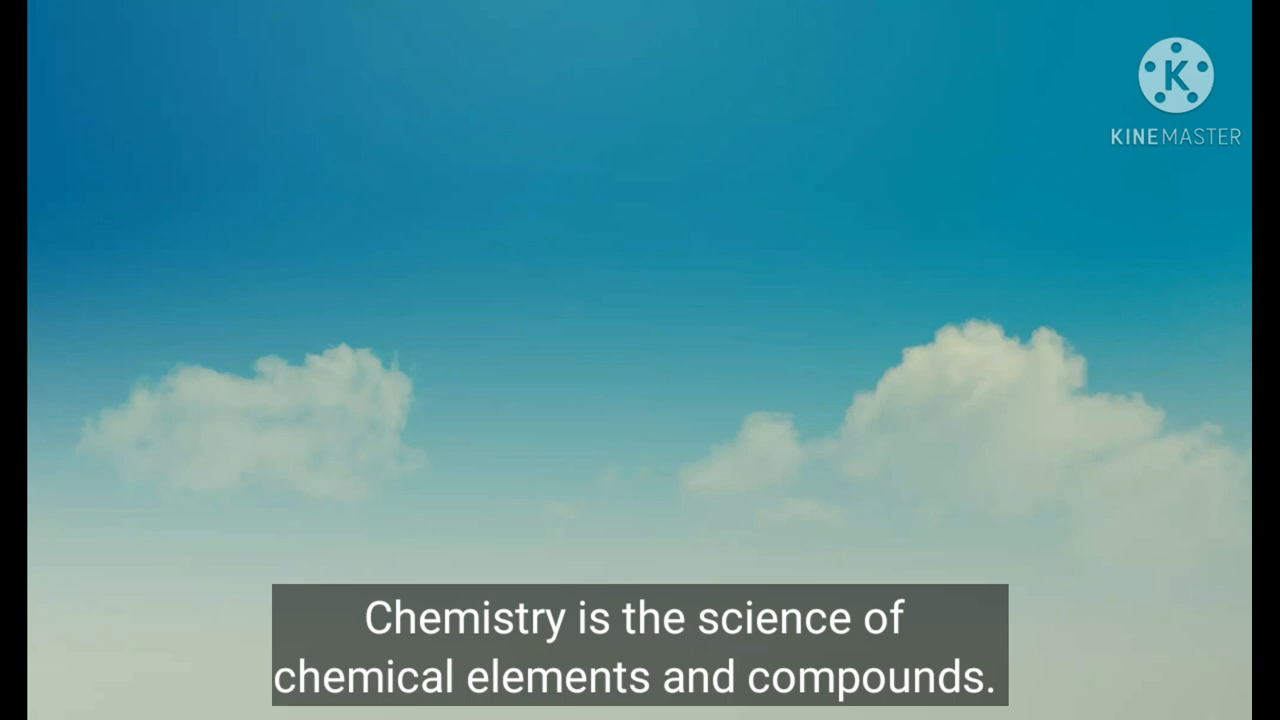 K
KINEMASTER
Chemistry is the science of
chemical elements and compounds.